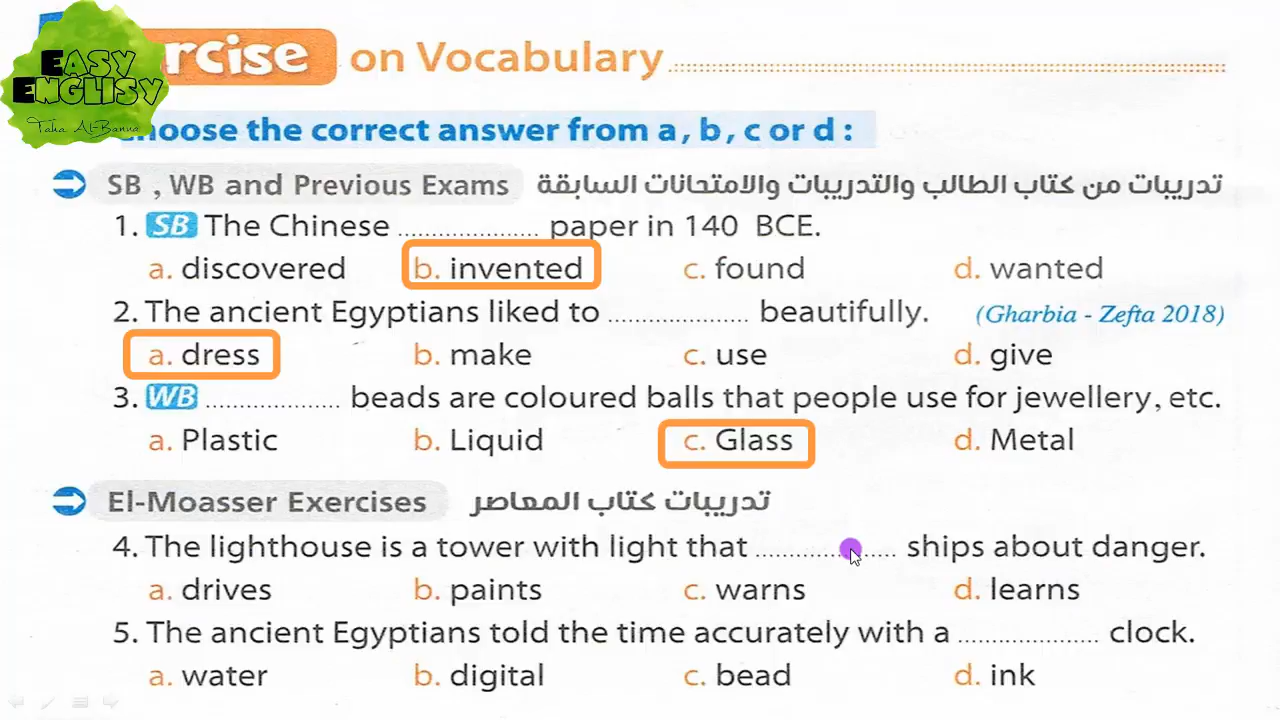 EASY
ENGLISY
Taha Al-Banna
rcise on Vocabulary
hoose the correct answer from a, b, c or d :
SB , WB and Previous Exams تدريبات من كتاب الطالب والتدريبات والامتحانات السابقة
1. SB The Chinese .................... paper in 140 BCE.
a. discovered b. invented c. found d. wanted
2. The ancient Egyptians liked to .................... beautifully. (Gharbia - Zefta 2018)
a. dress b. make c. use d. give
3. WB .................... beads are coloured balls that people use for jewellery, etc.
a. Plastic b. Liquid c. Glass d. Metal
El-Moasser Exercises تدريبات كتاب المعاصر
4. The lighthouse is a tower with light that .................... ships about danger.
a. drives b. paints c. warns d. learns
5. The ancient Egyptians told the time accurately with a .................... clock.
a. water b. digital c. bead d. ink